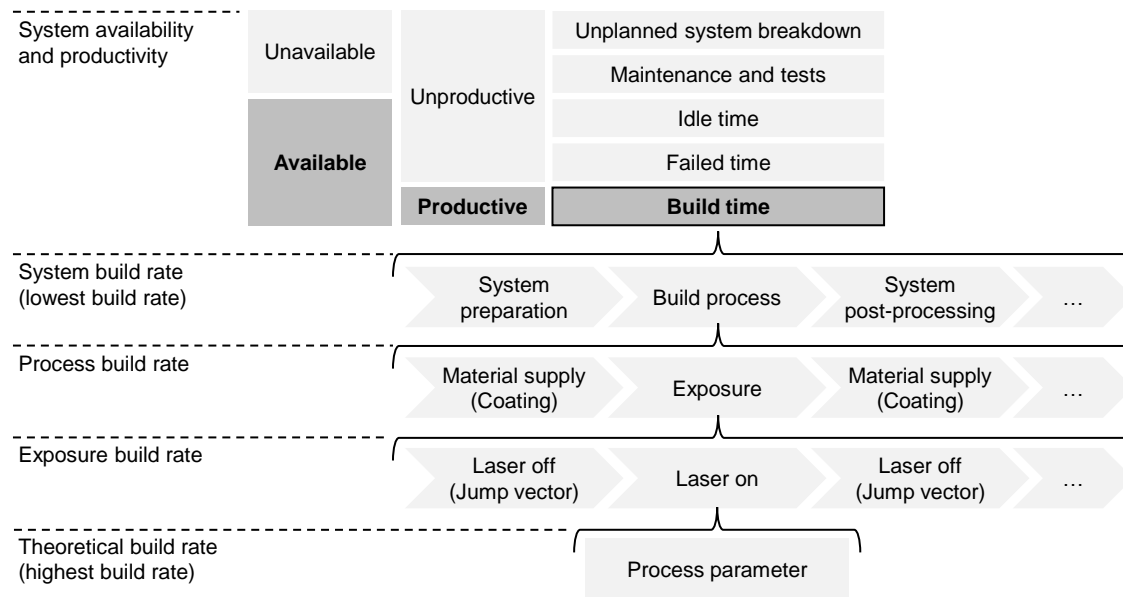 System availability
and productivity
Unavailable
Available
Unproductive
Productive
Unplanned system breakdown
Maintenance and tests
Idle time
Failed time
Build time
System build rate
(lowest build rate)
System
preparation
Build process
System
post-processing
…
Process build rate
Material supply
(Coating)
Exposure
Material supply
(Coating)
…
Exposure build rate
Laser off
(Jump vector)
Laser on
Laser off
(Jump vector)
…
Theoretical build rate
(highest build rate)
Process parameter